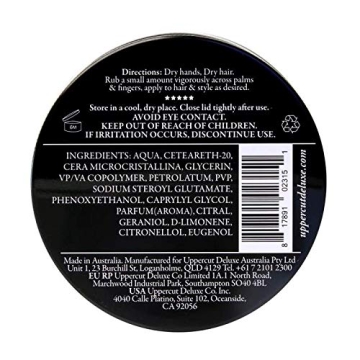 Directions: Dry hands, Dry hair.
Rub a small amount vigorously across palms
& fingers, apply to hair & style as desired.
★★★★★
Store in a cool, dry place. Close lid tightly after use.
AVOID EYE CONTACT.
KEEP OUT OF REACH OF CHILDREN.
IF IRRITATION OCCURS, DISCONTINUE USE.
6M
INGREDIENTS: AQUA, CETEARETH-20,
CERA MICROCRISTALLINA, GLYCERIN,
VP/VA COPOLYMER, PETROLATUM, PVP,
SODIUM STEROYL GLUTAMATE,
PHENOXYETHANOL, CAPRYLYL GLYCOL,
PARFUM(AROMA), CITRAL,
GERANIOL, D-LIMONENE,
CITRONELLOL, EUGENOL
8 17891 02315 1
uppercutdeluxe.com
Made in Australia. Manufactured by Uppercut Deluxe Australia Pty Ltd
Unit 1, 23 Burchill St, Loganholme, QLD 4129 Tel. +61 7 2101 2300
EU RP Uppercut Deluxe Co Limited 1A.1 North Road,
Marchwood Industrial Park, Southampton SO40 4BL
USA Uppercut Deluxe Co. Inc.
4040 Calle Platino, Suite 102, Oceanside,
CA 92056